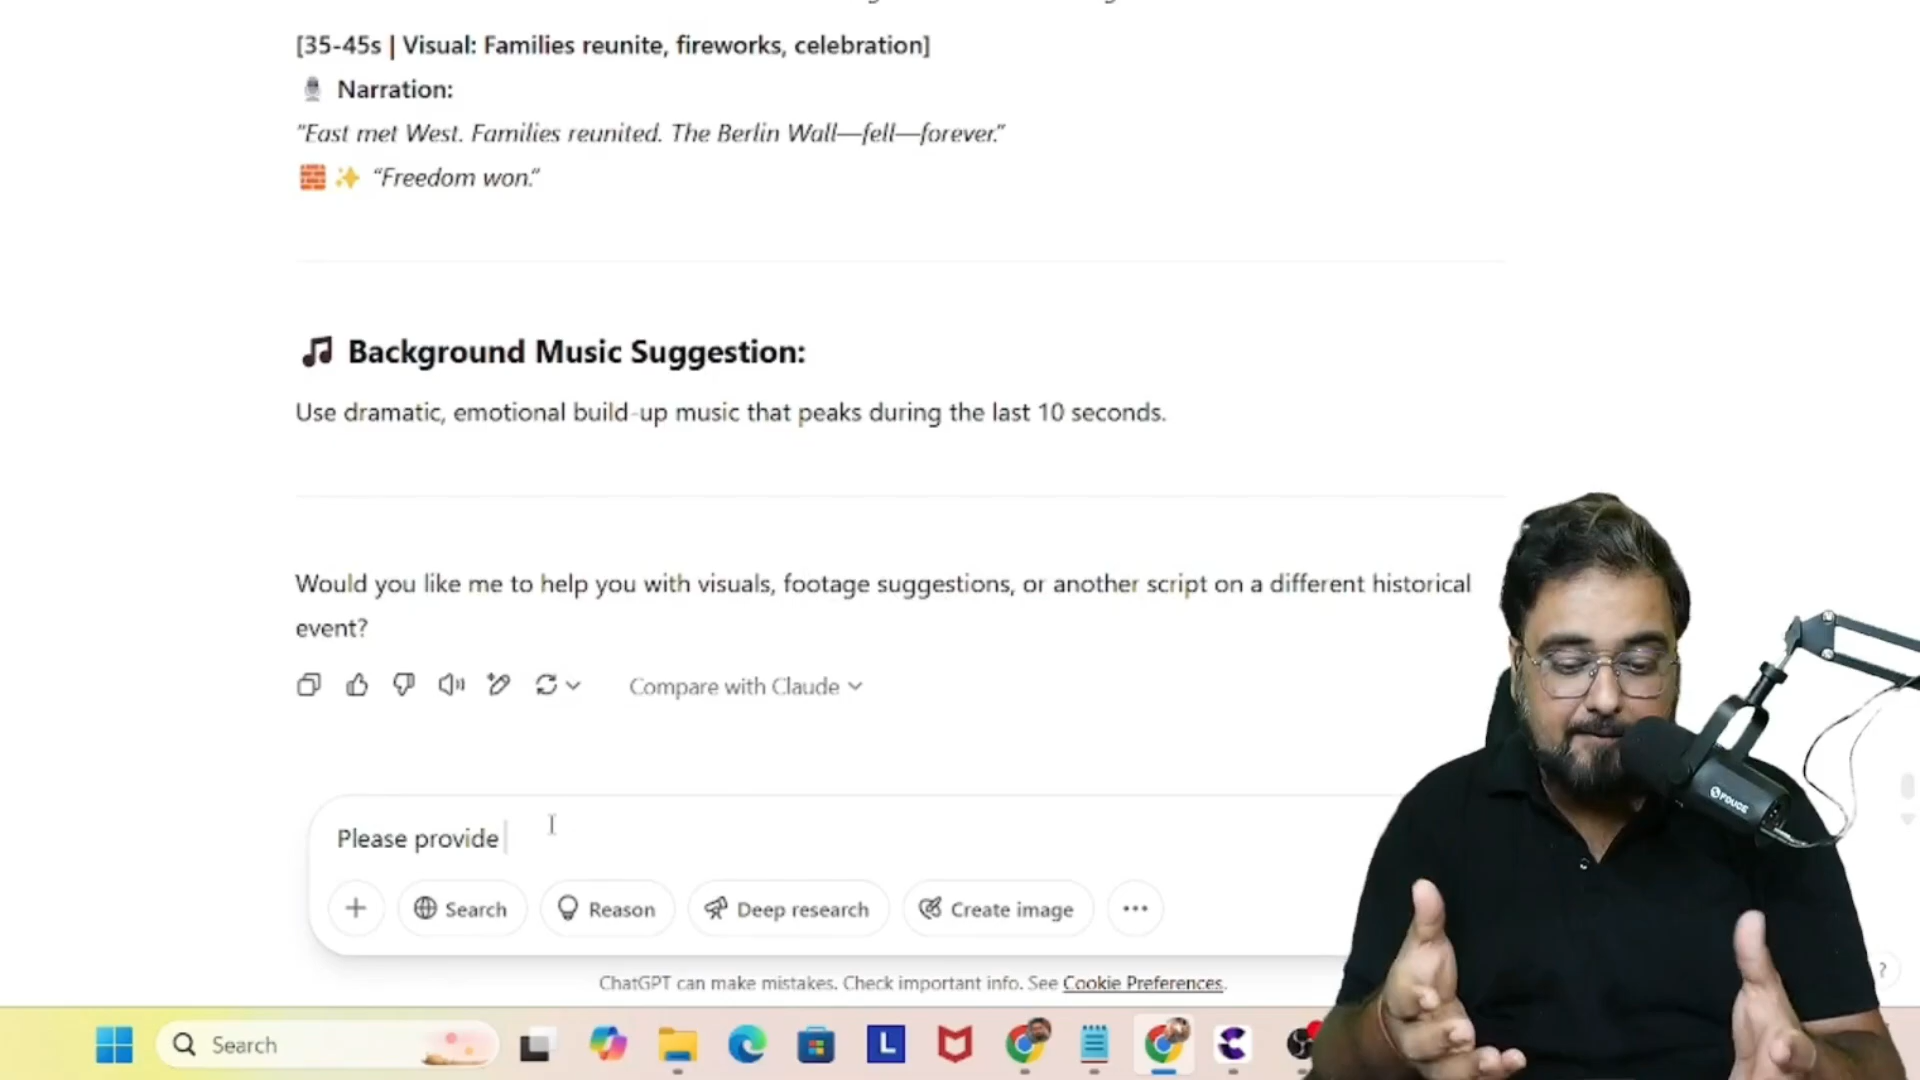 [35-45s | Visual: Families reunite, fireworks, celebration]
Narration:
"East met West. Families reunited. The Berlin Wall—fell—forever."
"Freedom won."
Background Music Suggestion:
Use dramatic, emotional build-up music that peaks during the last 10 seconds.
Would you like me to help you with visuals, footage suggestions, or another script on a different historical
event?
Compare with Claude
Please provide
Search
Reason
Deep research
Create image
ChatGPT can make mistakes. Check important info. See Cookie Preferences.
?
Search
L